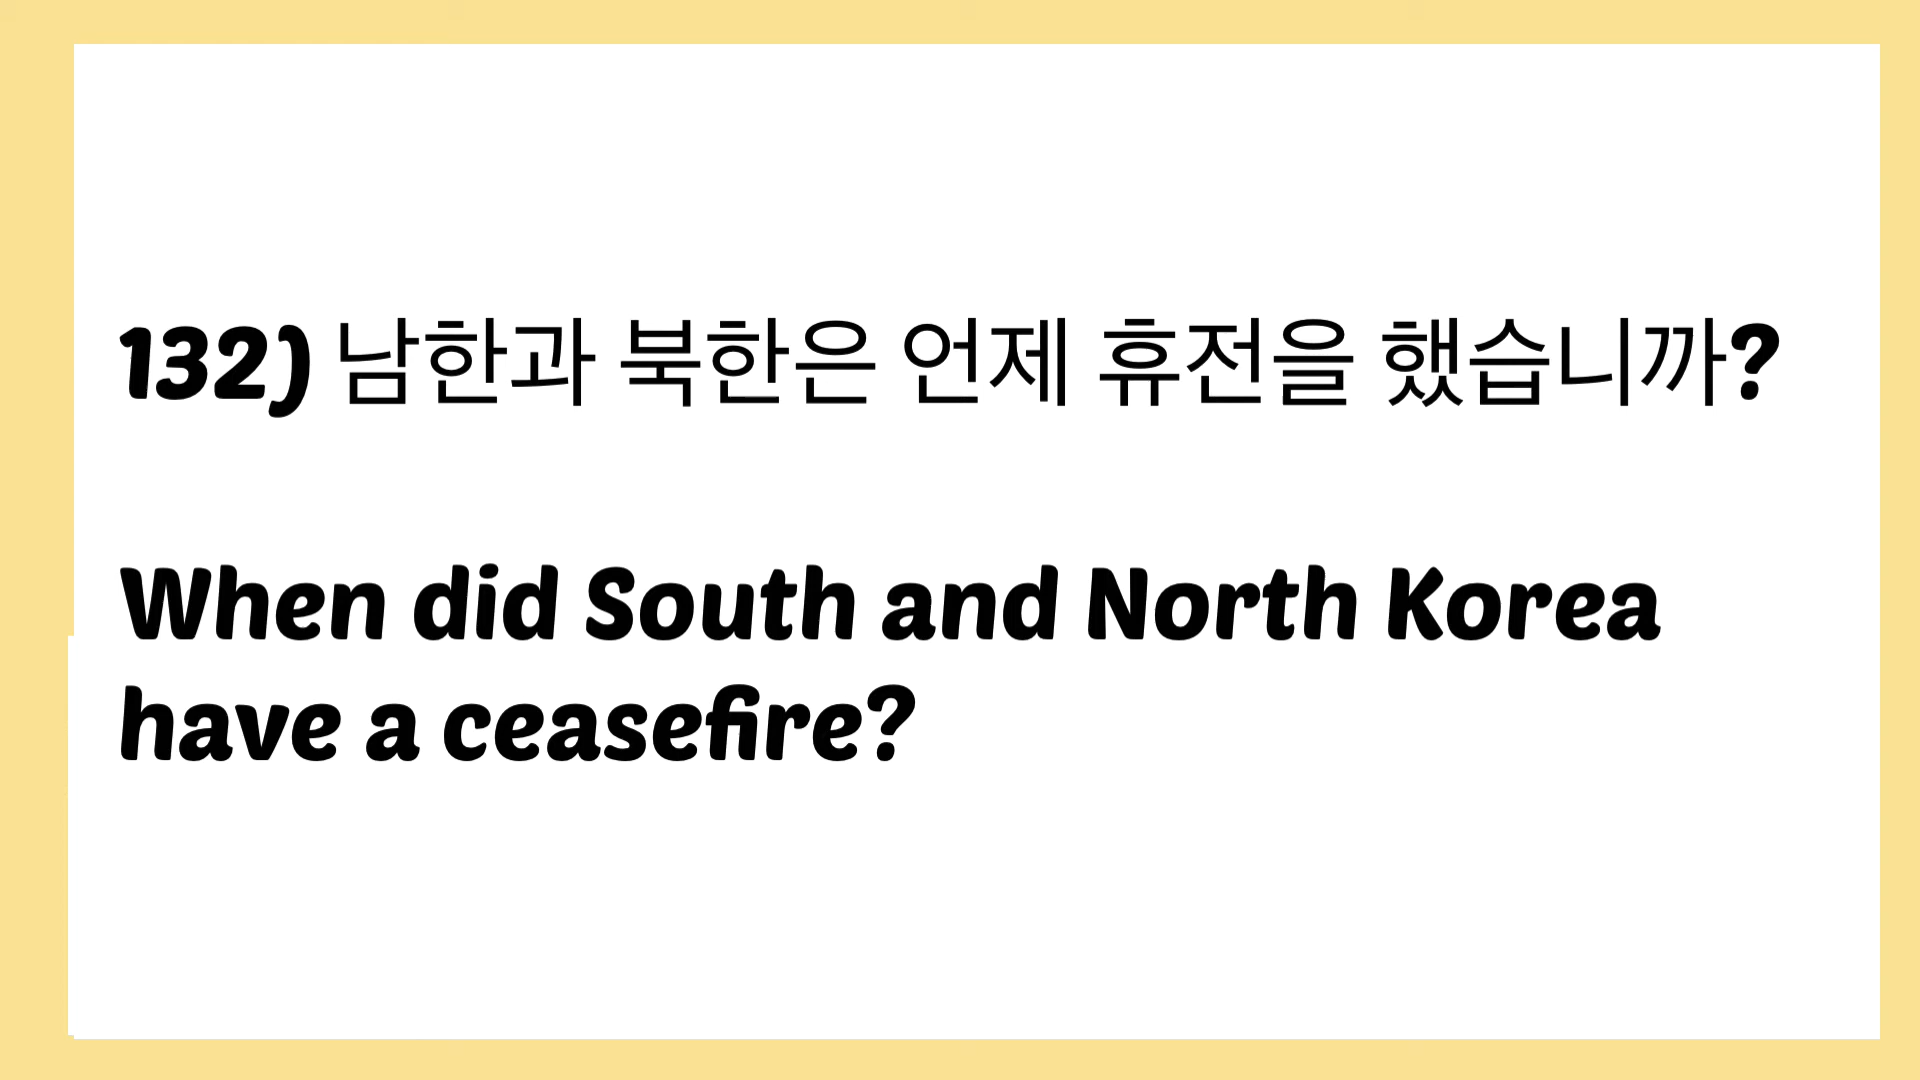 132) 남한과 북한은 언제 휴전을 했습니까?
When did South and North Korea
have a ceasefire?